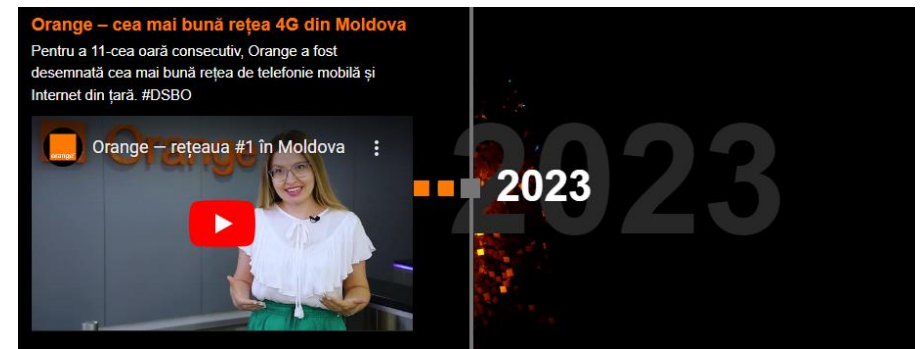 Orange – cea mai bună rețea 4G din Moldova
Pentru a 11-cea oară consecutiv, Orange a fost
desemnată cea mai bună rețea de telefonie mobilă și
Internet din țară. #DSBO
orange
Orange — rețeaua #1 în Moldova
Orange
2023
2023